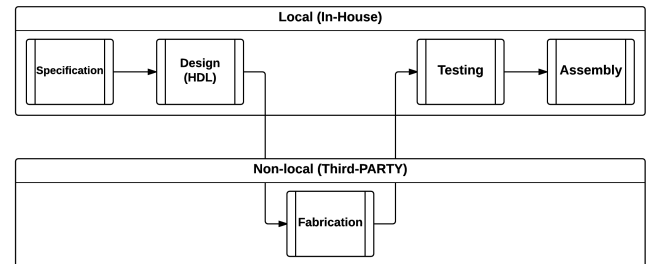 Local (In-House)
Specification
Design
(HDL)
Testing
Assembly
Non-local (Third-PARTY)
Fabrication